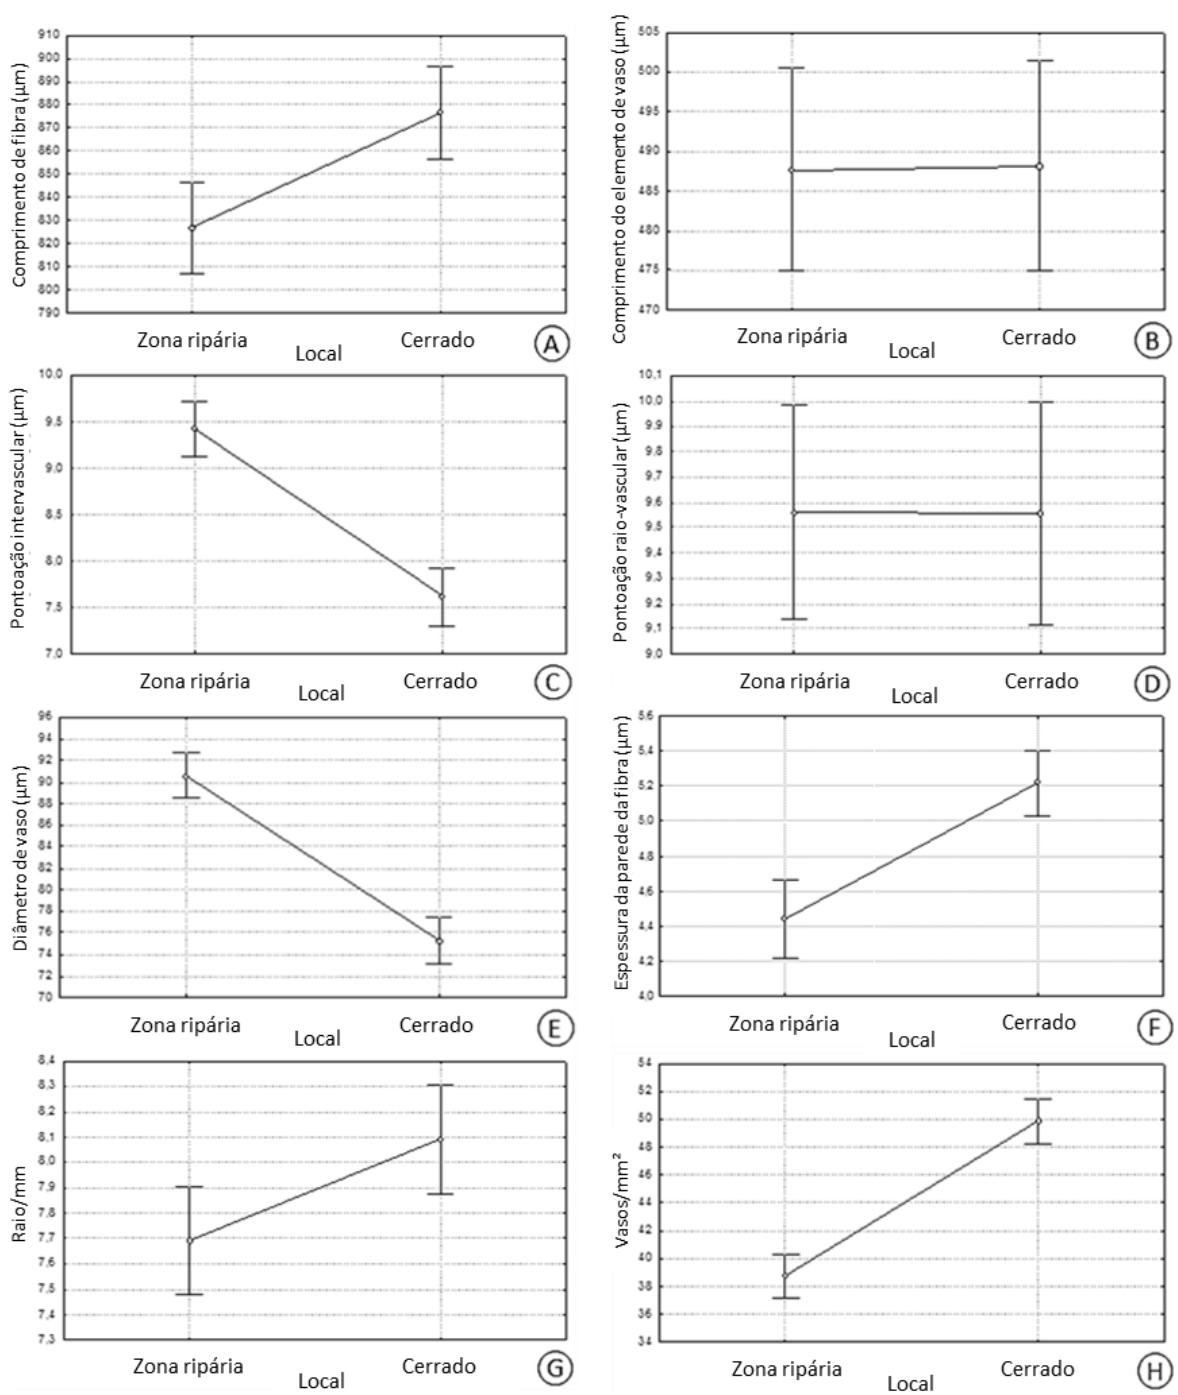 910
900
890
880
870
860
850
840
830
820
810
800
790
Comprimento de fibra (µm)
Zona ripária
Cerrado
Local
A
505
500
495
490
485
480
475
470
Comprimento do elemento de vaso (µm)
Zona ripária
Cerrado
Local
B
10,0
9,5
9,0
8,5
8,0
7,5
7,0
Pontoação intervascular (µm)
Zona ripária
Cerrado
Local
C
10,1
10,0
9,9
9,8
9,7
9,6
9,5
9,4
9,3
9,2
9,1
9,0
Pontoação raio-vascular (µm)
Zona ripária
Cerrado
Local
D
96
94
92
90
88
86
84
82
80
78
76
74
72
70
Diâmetro de vaso (µm)
Zona ripária
Cerrado
Local
E
5,6
5,4
5,2
5,0
4,8
4,6
4,4
4,2
4,0
Espessura da parede da fibra (µm)
Zona ripária
Cerrado
Local
F
8,4
8,3
8,2
8,1
8,0
7,9
7,8
7,7
7,6
7,5
7,4
7,3
Raio/mm
Zona ripária
Cerrado
Local
G
54
52
50
48
46
44
42
40
38
36
34
Vasos/mm²
Zona ripária
Cerrado
Local
H